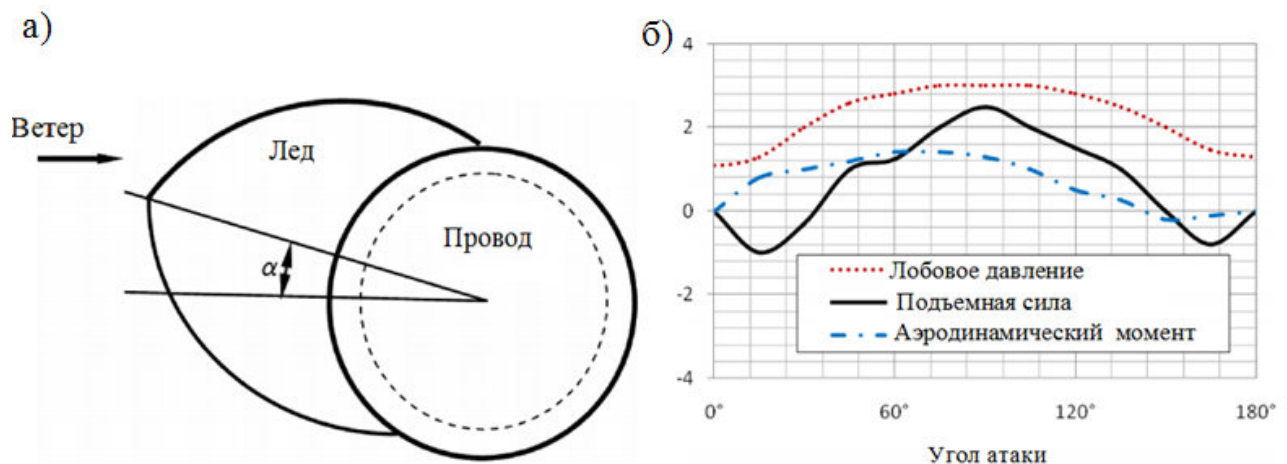 а)
Ветер
Лед
Провод
α
б)
4
2
0
-2
-4
Лобовое давление
Подъемная сила
Аэродинамический момент
0° 60° 120° 180°
Угол атаки